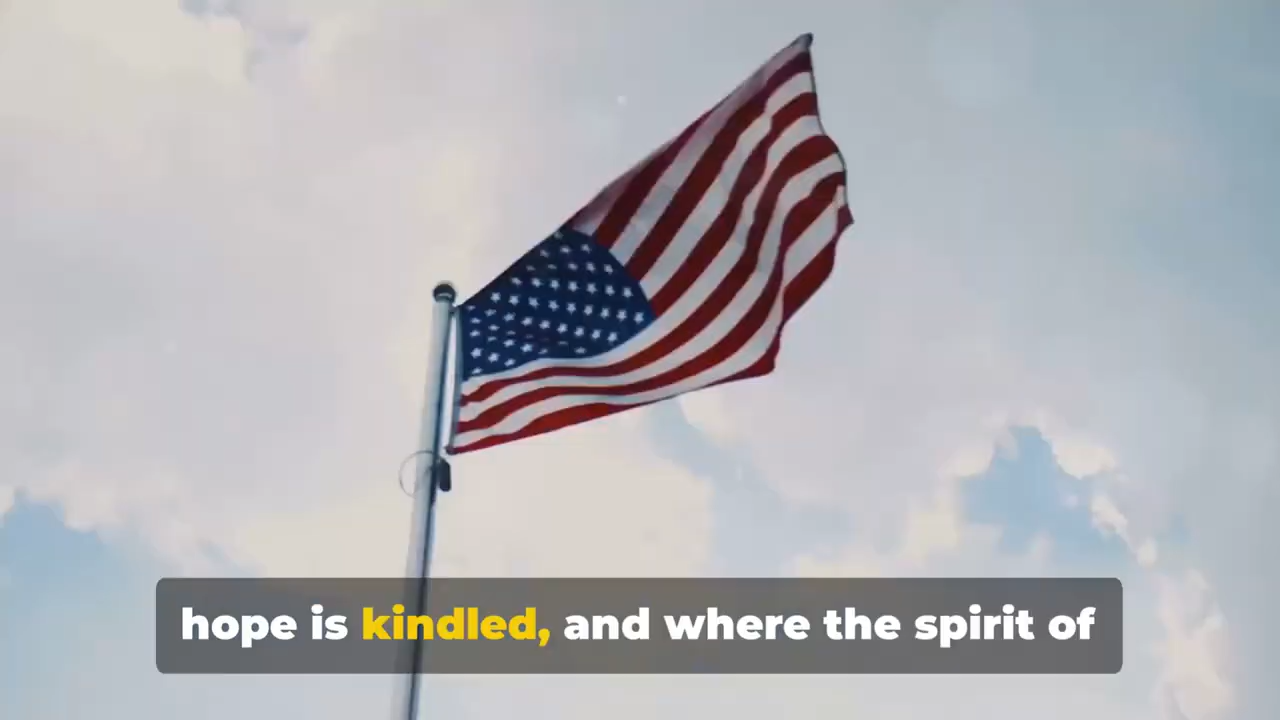 hope is kindled, and where the spirit of